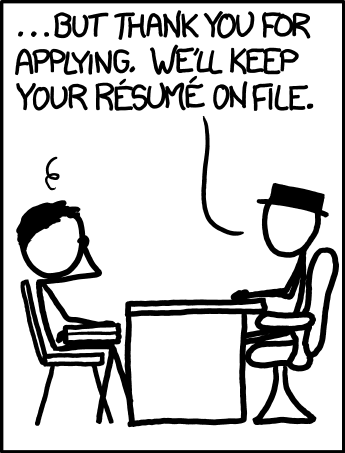 ...BUT THANK YOU FOR
APPLYING. WE'LL KEEP
YOUR RÉSUMÉ ON FILE.